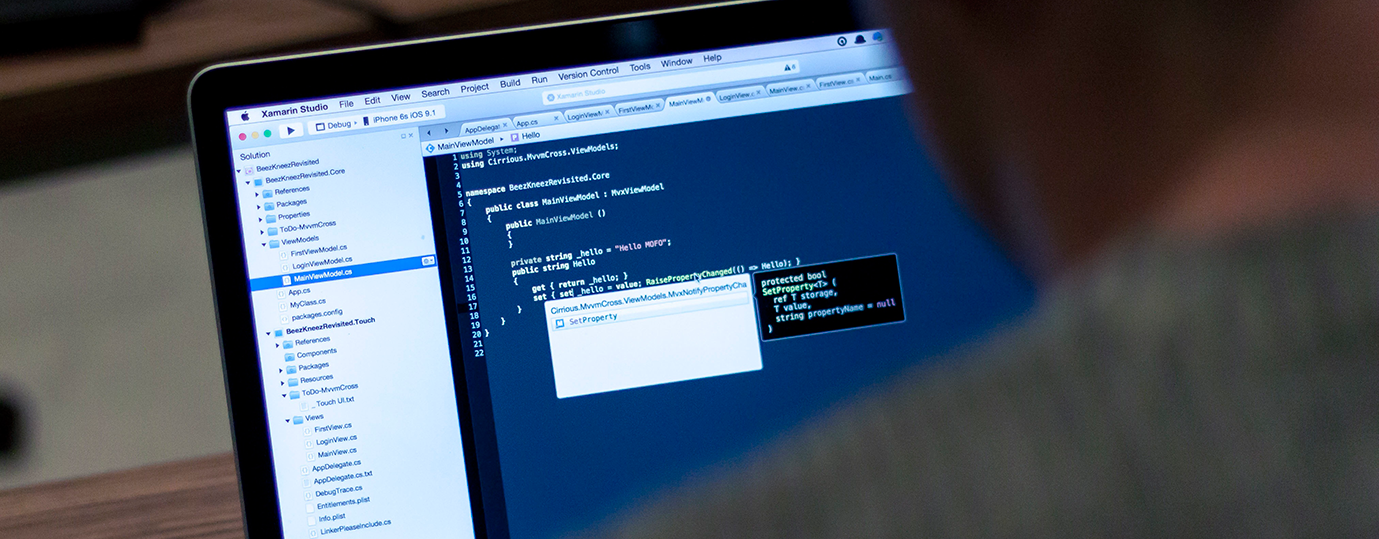 Xamarin Studio File Edit View Search Project Build Run Version Control Tools Window Help
Debug iPhone 6s iOS 9.1
Xamarin Studio
AppDelegat App.cs LoginViewM FirstViewMo MainViewM LoginView.c MainView.cs FirstView.cs Main.cs
MainViewModel Hello
Solution
BeezKneezRevisited
BeezKneezRevisited.Core
References
Packages
Properties
ToDo-MvvmCross
ViewModels
FirstViewModel.cs
LoginViewModel.cs
MainViewModel.cs
App.cs
MyClass.cs
packages.config
BeezKneezRevisited.Touch
References
Components
Packages
Resources
ToDo-MvvmCross
_ Touch UI.txt
Views
FirstView.cs
LoginView.cs
MainView.cs
AppDelegate.cs
AppDelegate.cs.txt
DebugTrace.cs
Entitlements.plist
Info.plist
LinkerPleaseInclude.cs
1 using System;
2 using Cirrious.MvvmCross.ViewModels;
3
4
5 namespace BeezKneezRevisited.Core
6 {
7 public class MainViewModel : MvxViewModel
8 {
9 public MainViewModel ()
10 {
11 }
12
13 private string _hello = "Hello MOFO";
14 public string Hello
15 {
16 get { return _hello; }
17 set { set _hello = value; RaisePropertyChanged(() => Hello); }
18 }
19 }
20 }
21
22
Cirrious.MvvmCross.ViewModels.MvxNotifyPropertyCha
SetProperty
protected bool
SetProperty<T> (
ref T storage,
T value,
string propertyName = null
)